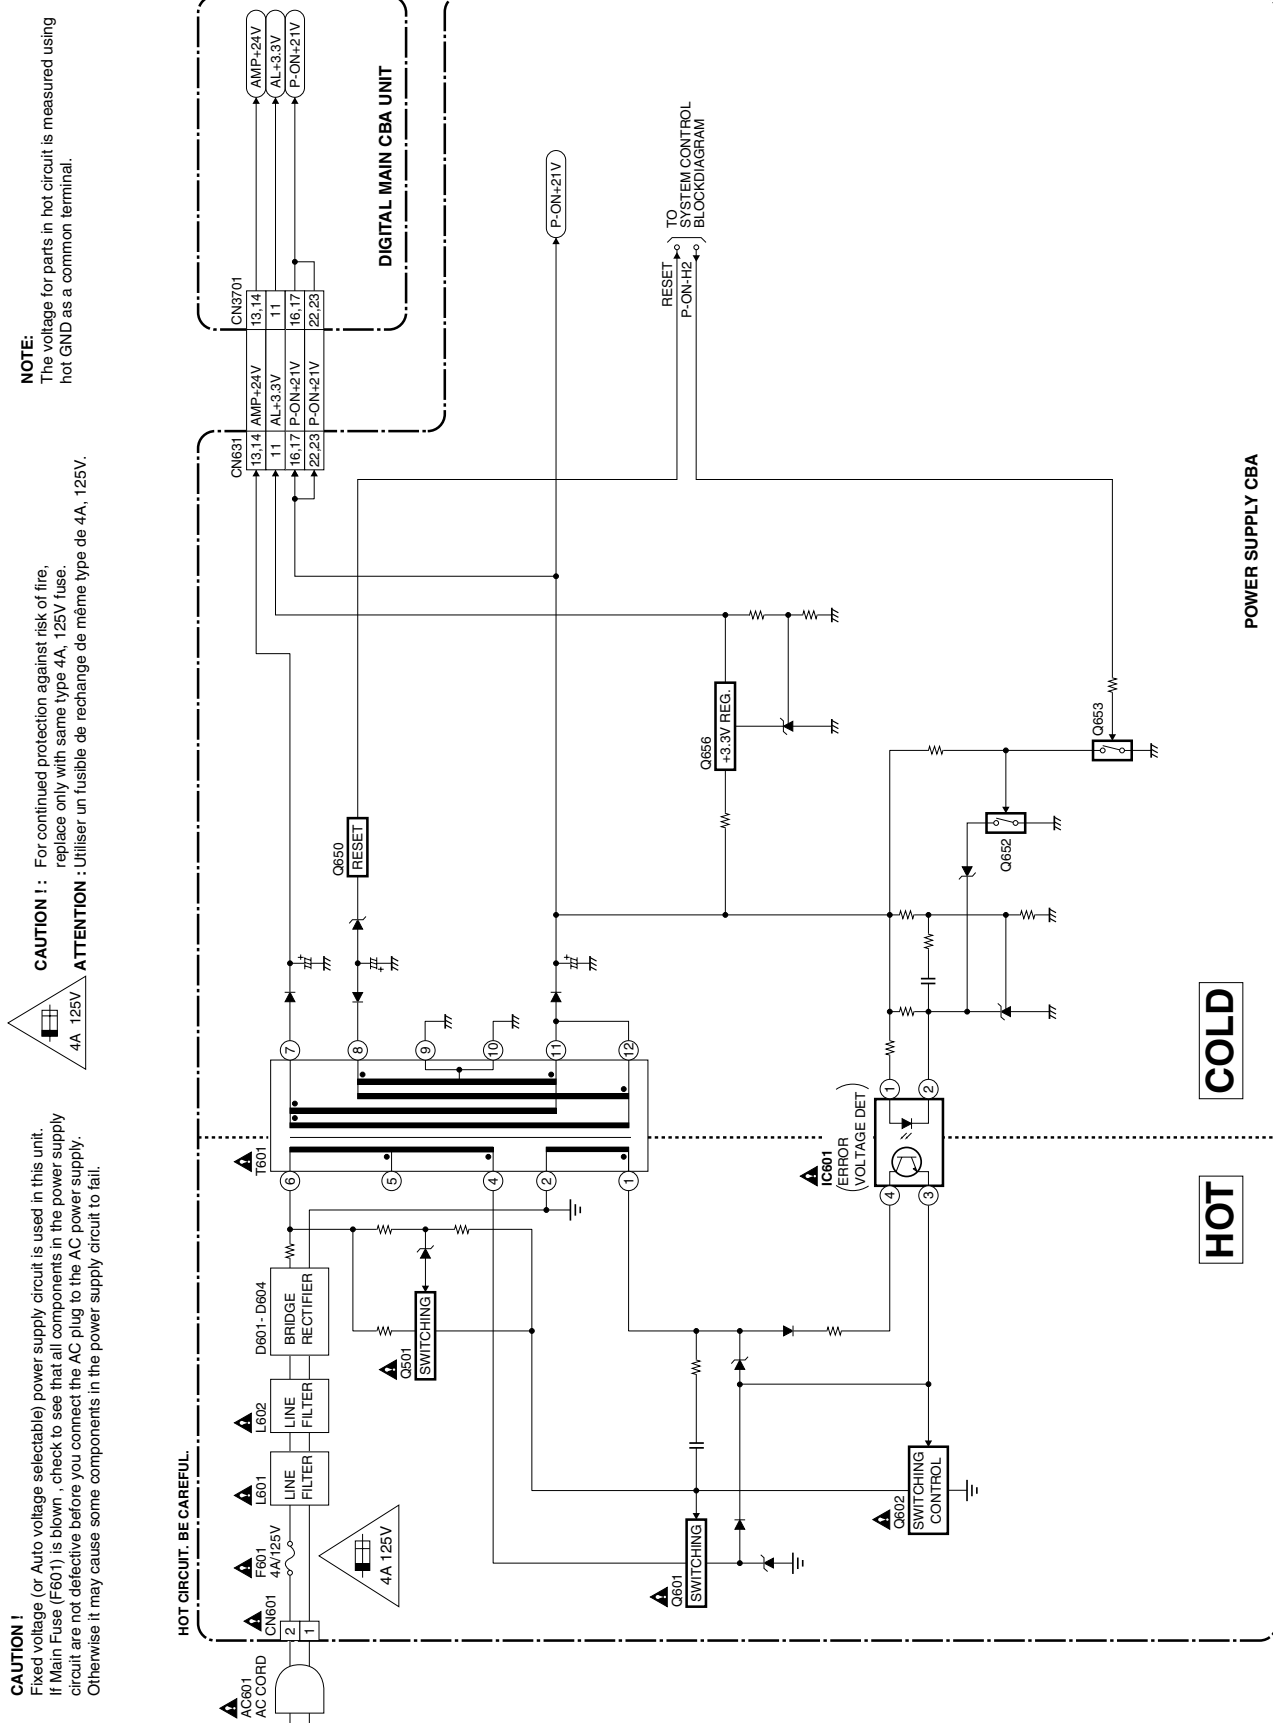 CAUTION !
Fixed voltage (or Auto voltage selectable) power supply circuit is used in this unit.
If Main Fuse (F601) is blown , check to see that all components in the power supply
circuit are not defective before you connect the AC plug to the AC power supply.
Otherwise it may cause some components in the power supply circuit to fail.
4A 125V
CAUTION ! : For continued protection against risk of fire,
replace only with same type 4A, 125V fuse.
ATTENTION : Utiliser un fusible de rechange de même type de 4A, 125V.
NOTE:
The voltage for parts in hot circuit is measured using
hot GND as a common terminal.
HOT CIRCUIT. BE CAREFUL.
AC601
AC CORD
CN601
2
1
F601
4A/125V
4A 125V
L601
LINE
FILTER
L602
LINE
FILTER
D601- D604
BRIDGE
RECTIFIER
Q501
SWITCHING
T601
6
5
4
2
1
7
8
9
10
11
12
Q650
RESET
CN631
13,14
11
16,17
22,23
AMP+24V
AL+3.3V
P-ON+21V
P-ON+21V
CN3701
13,14
11
16,17
22,23
AMP+24V
AL+3.3V
P-ON+21V
DIGITAL MAIN CBA UNIT
P-ON+21V
RESET
P-ON-H2
TO
SYSTEM CONTROL
BLOCKDIAGRAM
Q656
+3.3V REG.
Q601
SWITCHING
Q602
SWITCHING
CONTROL
IC601
ERROR
VOLTAGE DET
4
3
1
2
Q652
Q653
HOT
COLD
POWER SUPPLY CBA